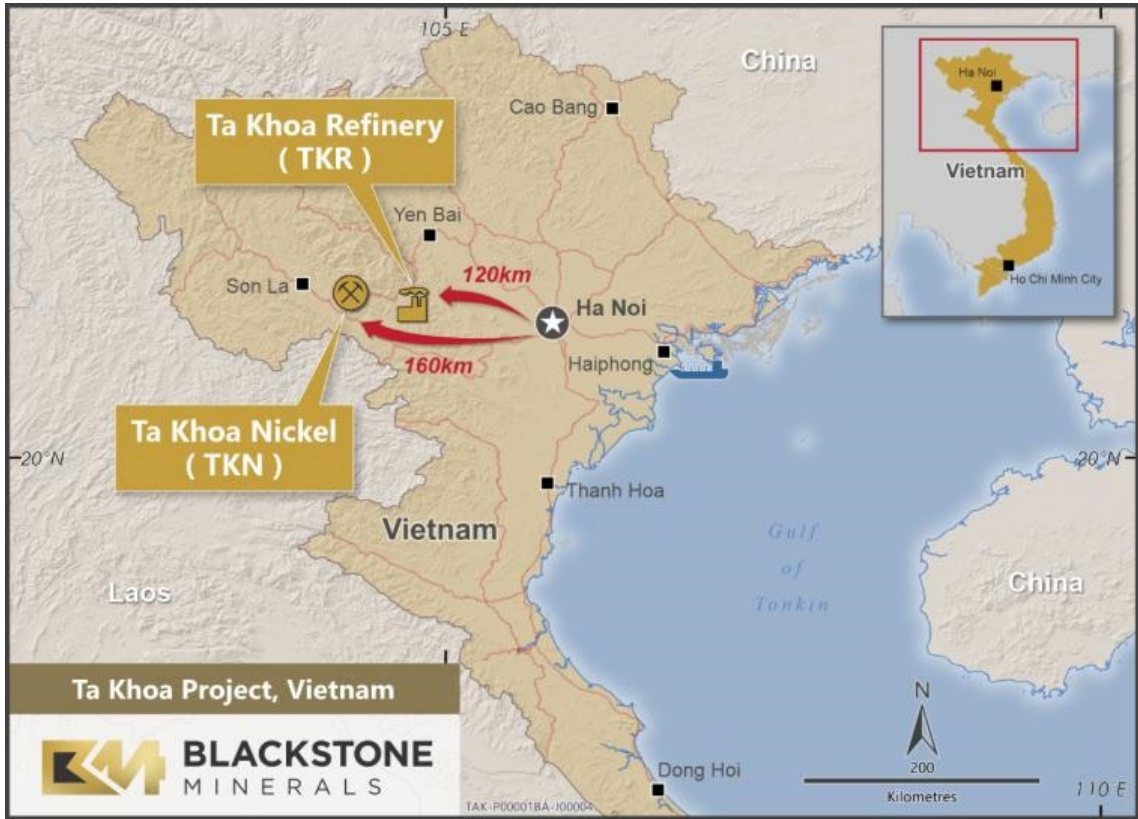 105 E
China
Cao Bang
Ta Khoa Refinery
( TKR )
Yen Bai
120km
Son La
Ha Noi
160km
Haiphong
Ta Khoa Nickel
( TKN )
20°N
20°N
Thanh Hoa
Vietnam
Gulf
of
Tonkin
China
Laos
Ha Noi
Vietnam
Ho Chi Minh City
Ta Khoa Project, Vietnam
BM BLACKSTONE
MINERALS
TAK-P00001BA-J00004
Dong Hoi
N
200
Kilometres
110 E